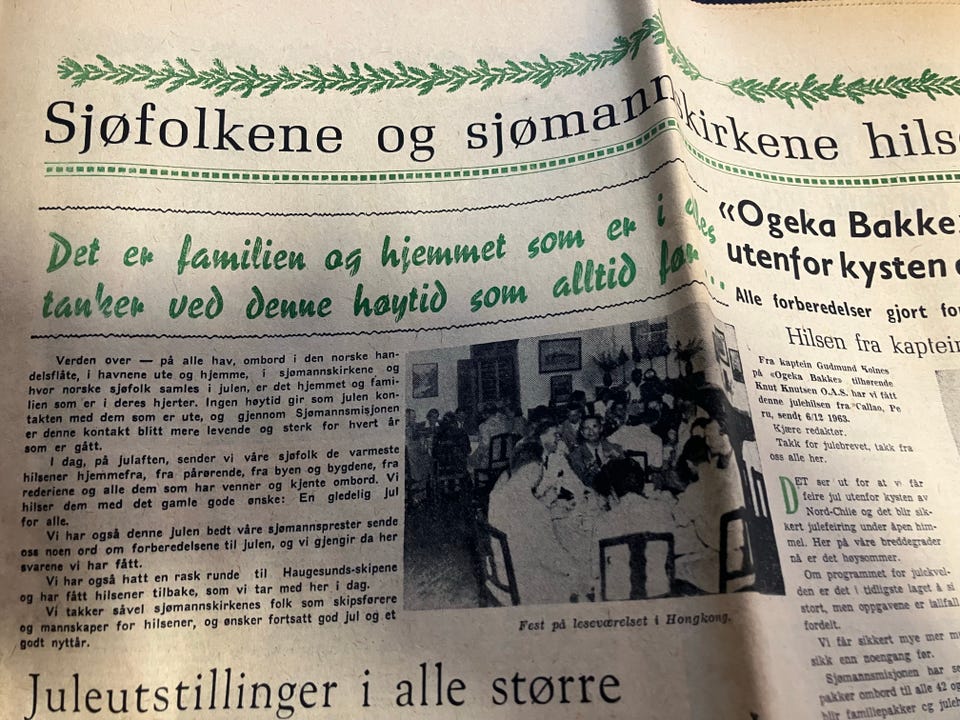 Sjøfolkene og sjømannskirkene hils
Det er familien og hjemmet som er i alles
tanker ved denne høytid som alltid før...
Verden over — på alle hav, ombord i den norske han-
delsflåte, i havnene ute og hjemme, i sjømannskirkene og
hvor norske sjøfolk samles i julen, er det hjemmet og fami-
lien som er i deres hjerter. Ingen høytid gir som julen kon-
takten med dem som er ute, og gjennom Sjømannsmisjonen
er denne kontakt blitt mere levende og sterk for hvert år
som er gått.
I dag, på julaften, sender vi våre sjøfolk de varmeste
hilsener hjemmefra, fra pårørende, fra byen og bygdene, fra
rederiene og alle dem som har venner og kjente ombord. Vi
hilser dem med det gamle gode ønske: En gledelig jul
for alle.
Vi har også denne julen bedt våre sjømannsprester sende
oss noen ord om forberedelsene til julen, og vi gjengir da her
svarene vi har fått.
Vi har også hatt en rask runde til Haugesunds-skipene
og har fått hilsener tilbake, som vi tar med her i dag.
Vi takker såvel sjømannskirkenes folk som skipsførere
og mannskaper for hilsener, og ønsker fortsatt god jul og et
godt nyttår.
Fest på leseværelset i Hongkong.
Juleutstillinger i alle større
«Ogeka Bakke»
utenfor kysten
Alle forberedelser gjort for
Hilsen fra kaptein
Fra kaptein Gudmund
på «Ogeka Bakke» tilhørende
Knut Knutsen O.A.S. har vi fått
denne julehilsen fra Callao, Pe
ru, sendt 6/12 1963.
Kjære redaktør.
Takk for julebrevet, takk fra
oss alle her.
DET ser ut for at vi får
feire jul utenfor kysten av
Nord-Chile og det blir sik-
kert julefeiring under åpen him-
mel. Her på våre breddegrader
nå er det høysommer.
Om programmet for julekvel-
den er det i tidligste laget å si
stort, men oppgavene er iallfall
fordelt.
Vi får sikkert mye mer
sikk enn noengang før.
Sjømannsmisjonen har
pakker ombord til alle 42 og
blir familiepakker og